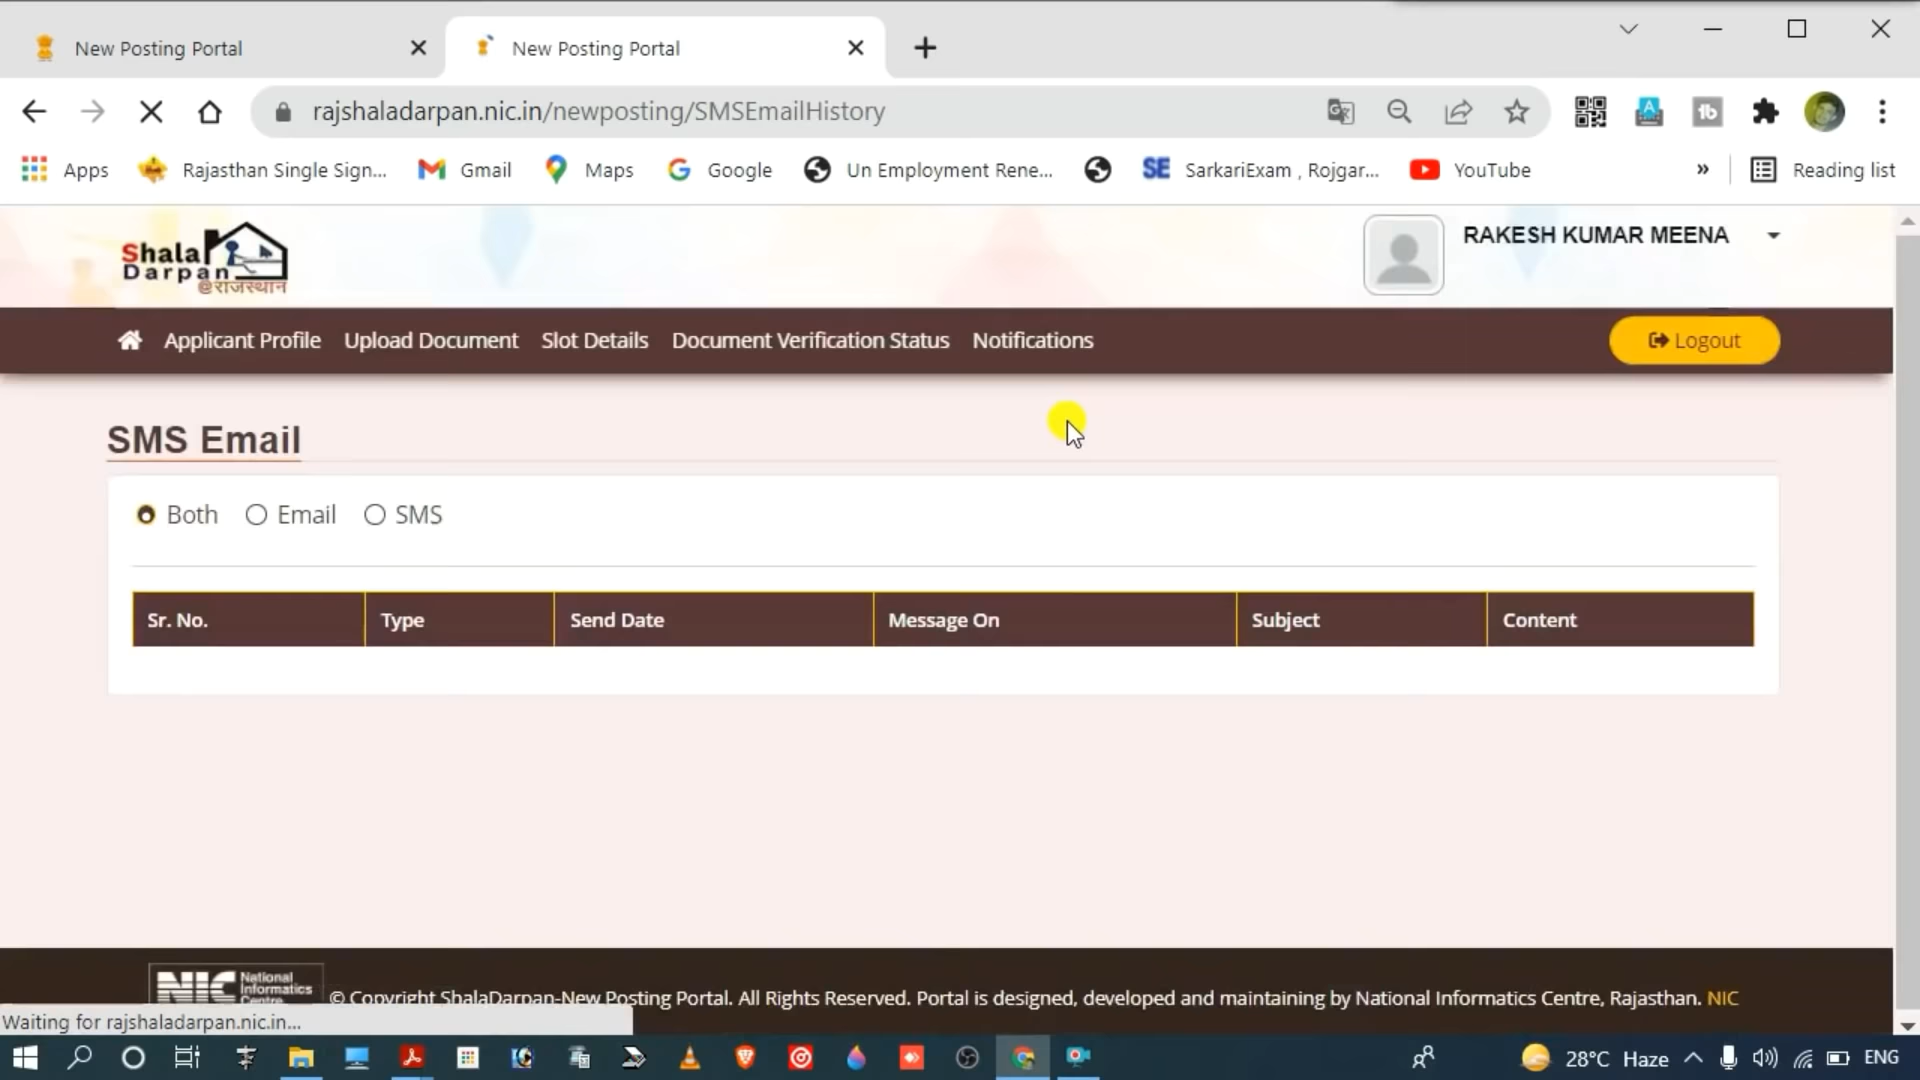 New Posting Portal
New Posting Portal
rajshaladarpan.nic.in/newposting/SMSEmailHistory
Apps Rajasthan Single Sign... Gmail Maps Google Un Employment Rene... SE SarkariExam , Rojgar... YouTube » Reading list
Shala
Darpan
@राजस्थान
RAKESH KUMAR MEENA
Applicant Profile Upload Document Slot Details Document Verification Status Notifications Logout
SMS Email
Both Email SMS
Sr. No. Type Send Date Message On Subject Content
NIC National
Informatics
Centre
© Copyright ShalaDarpan-New Posting Portal. All Rights Reserved. Portal is designed, developed and maintaining by National Informatics Centre, Rajasthan. NIC
Waiting for rajshaladarpan.nic.in...
28°C Haze ENG